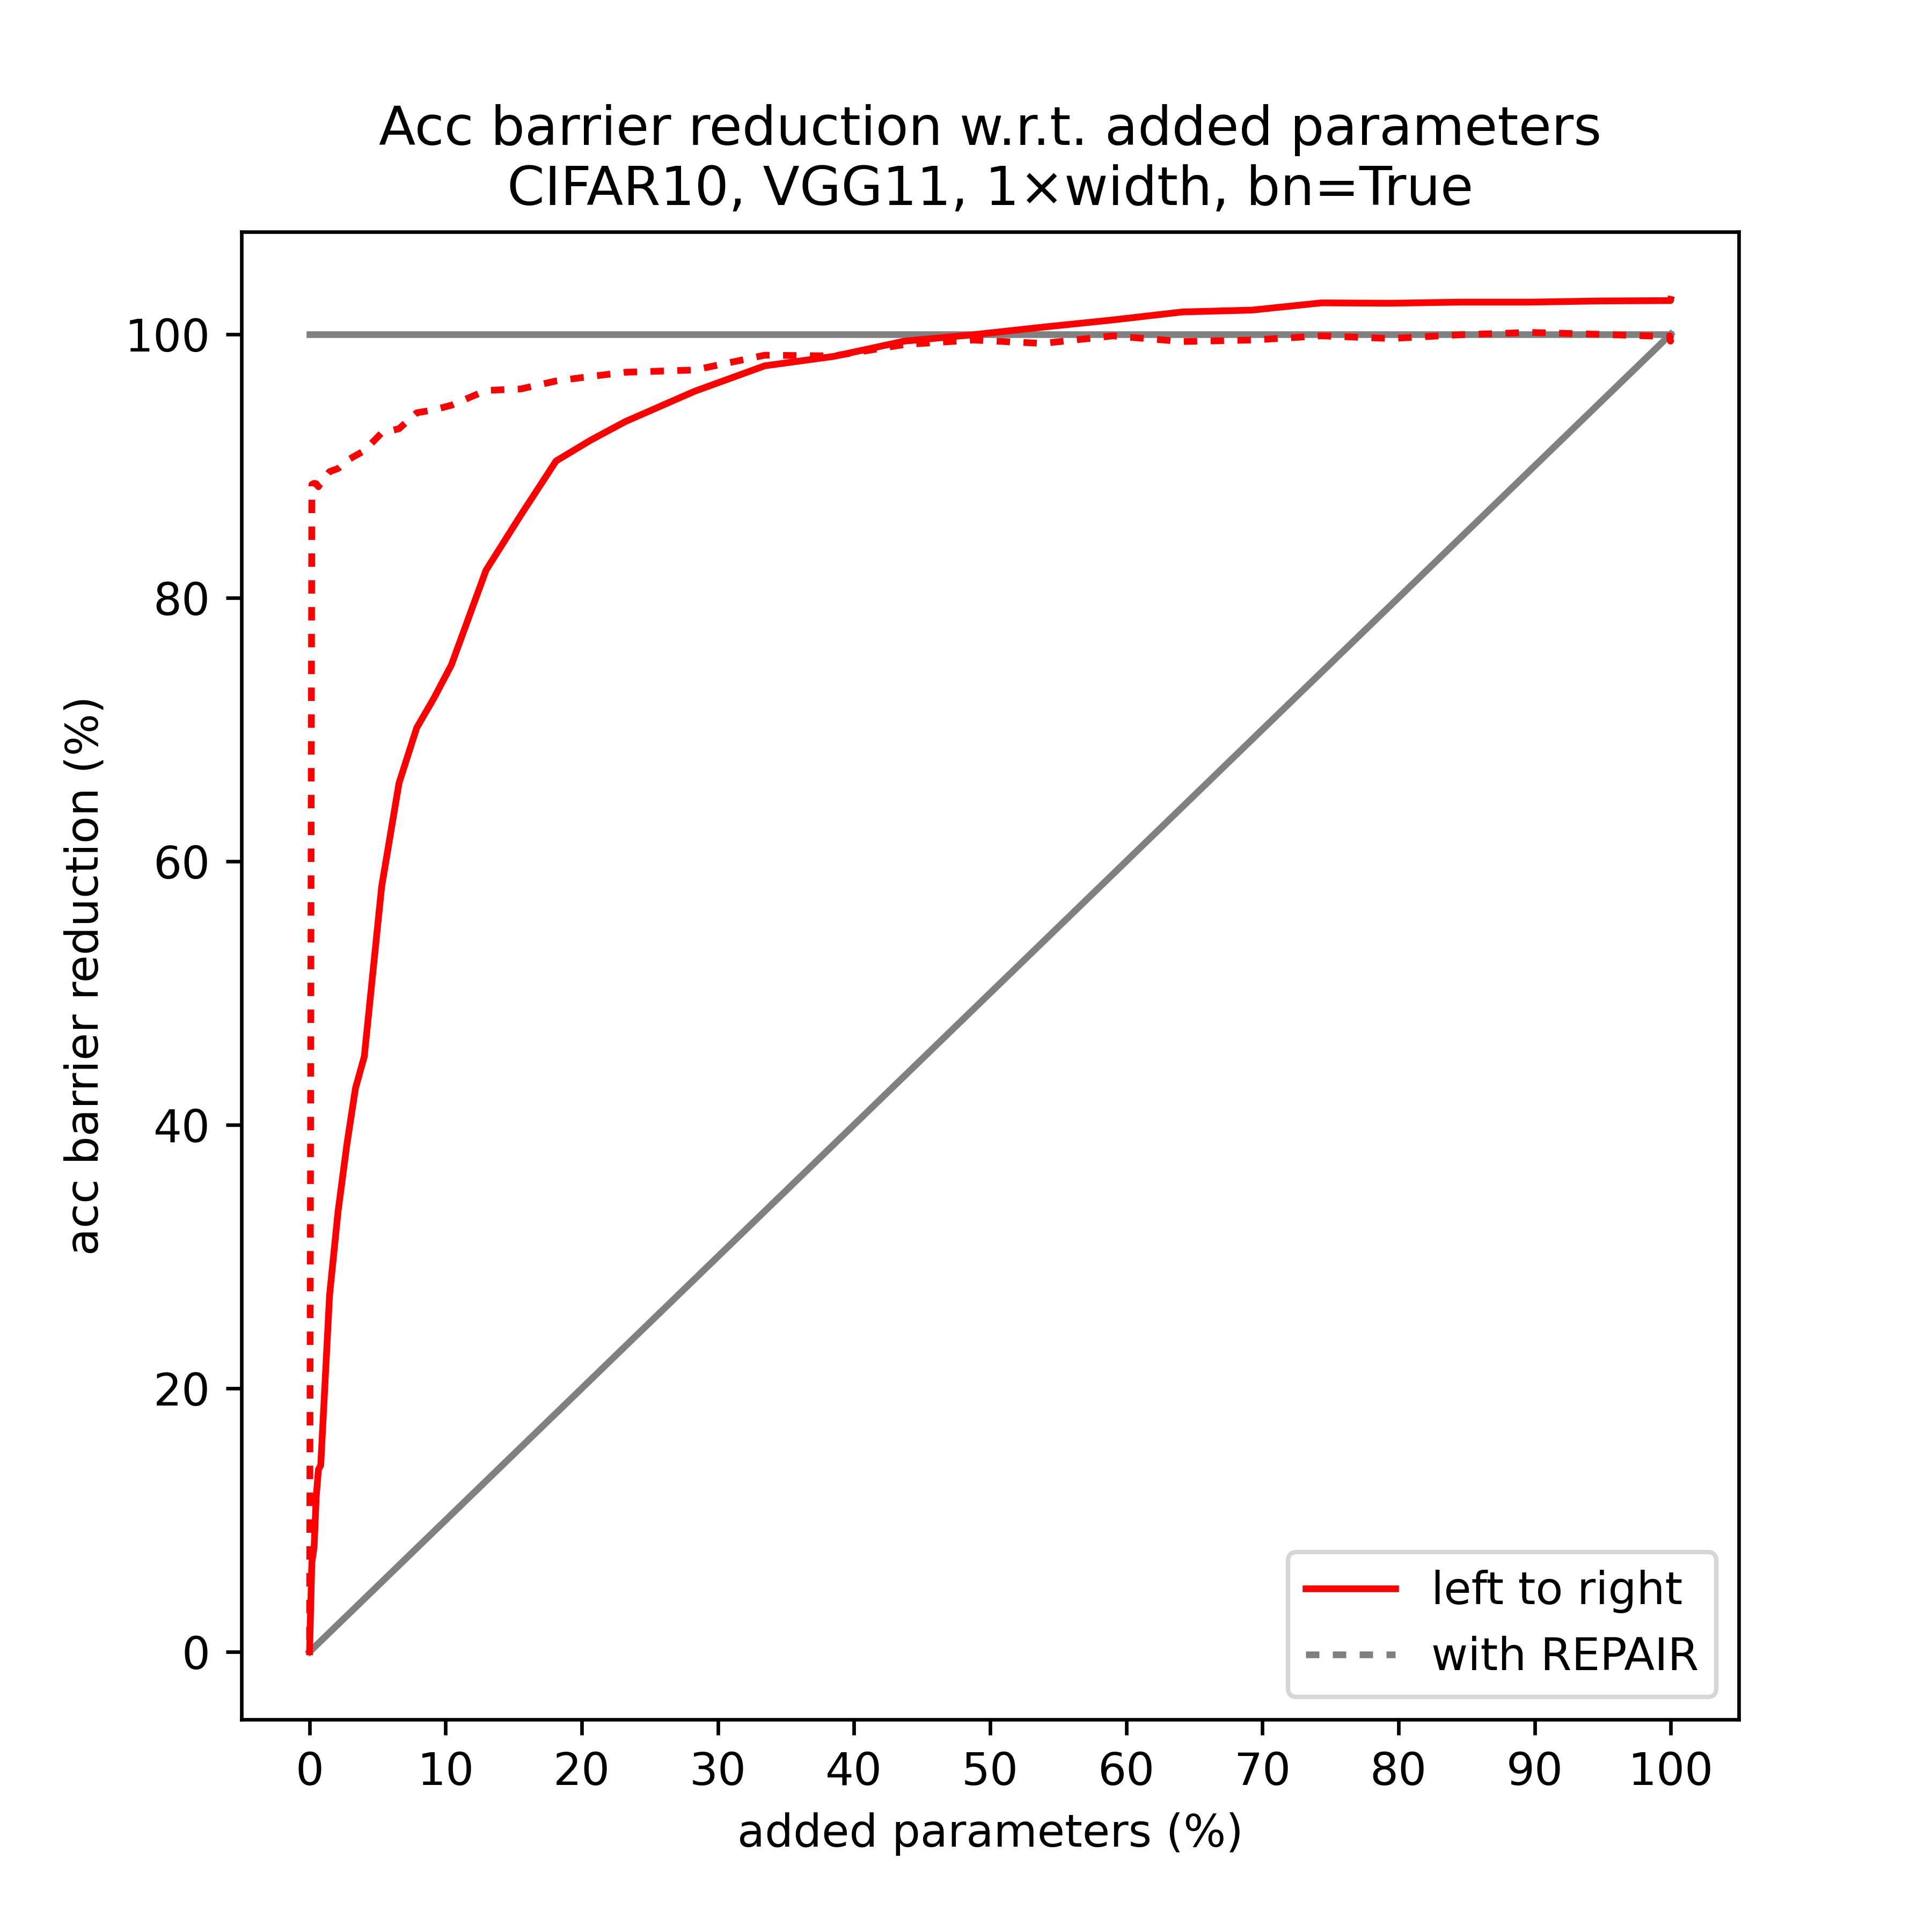 Acc barrier reduction w.r.t. added parameters
CIFAR10, VGG11, 1×width, bn=True
acc barrier reduction (%)
100
80
60
40
20
0
left to right
with REPAIR
0 10 20 30 40 50 60 70 80 90 100
added parameters (%)